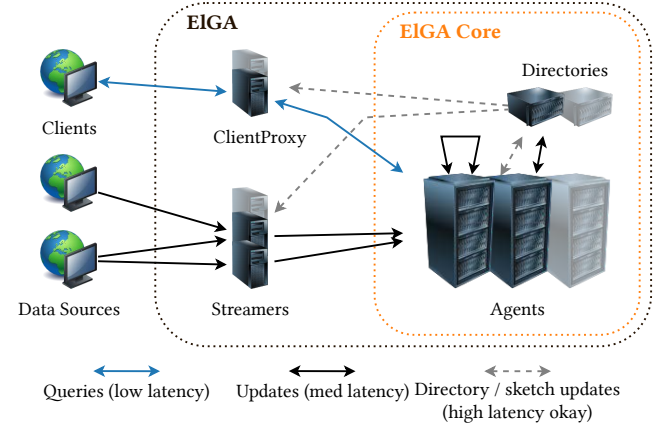 ElGA
ElGA Core
Directories
Clients
ClientProxy
Data Sources
Streamers
Agents
Queries (low latency)
Updates (med latency)
Directory / sketch updates
(high latency okay)